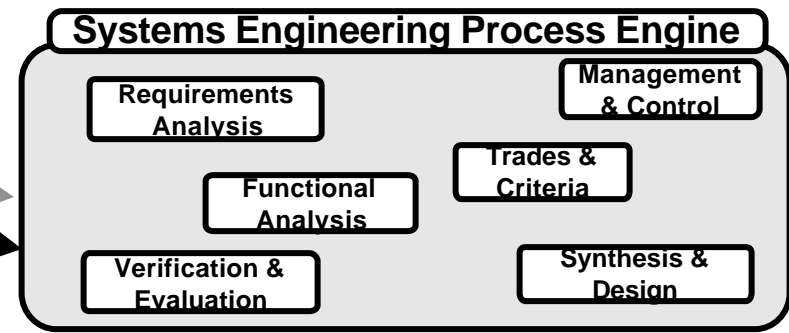 Systems Engineering Process Engine
Requirements
Analysis
Management
& Control
Trades &
Criteria
Functional
Analysis
Verification &
Evaluation
Synthesis &
Design